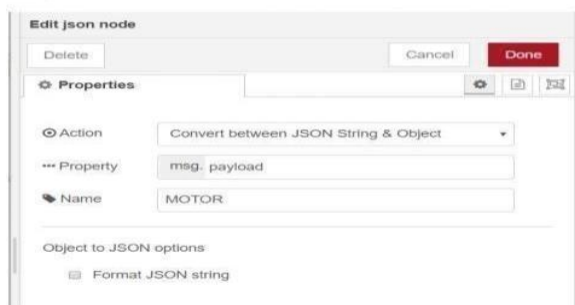 Edit json node
Delete Cancel Done
Properties
Action Convert between JSON String & Object
Property msg. payload
Name MOTOR
Object to JSON options
Format JSON string